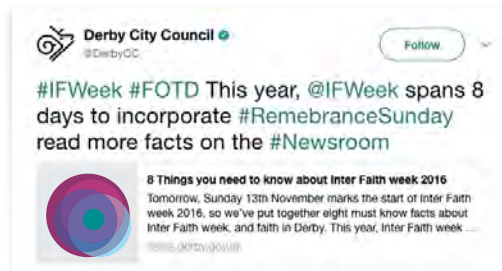 Derby City Council
@DerbyCC
Follow
#IFWeek #FOTD This year, @IFWeek spans 8
days to incorporate #RemebranceSunday
read more facts on the #Newsroom
8 Things you need to know about Inter Faith week 2016
Tomorrow, Sunday 13th November marks the start of Inter Faith
week 2016, so we've put together eight must know facts about
Inter Faith week, and faith in Derby. This year, Inter Faith week ...